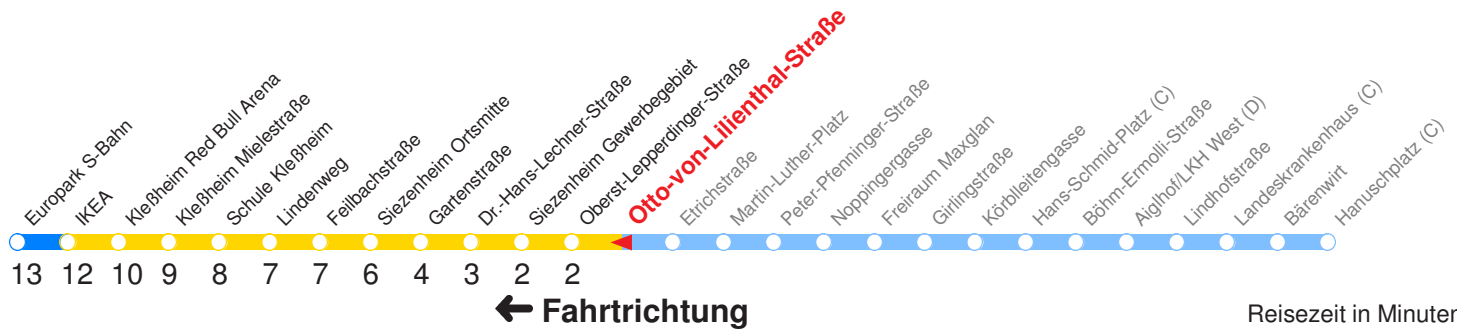 Europark S-Bahn
IKEA
Kleßheim Red Bull Arena
Kleßheim Mielestraße
Schule Kleßheim
Lindenweg
Feilbachstraße
Siezenheim Ortsmitte
Gartenstraße
Dr.-Hans-Lechner-Straße
Siezenheim Gewerbegebiet
Oberst-Lepperdinger-Straße
Otto-von-Lilienthal-Straße
Etrichstraße
Martin-Luther-Platz
Peter-Pfenninger-Straße
Noppingergasse
Freiraum Maxglan
Girlingstraße
Körblleitengasse
Hans-Schmid-Platz (C)
Böhm-Ermolli-Straße
Aiglhof/LKH West (D)
Lindhofstraße
Landeskrankenhaus (C)
Bärenwirt
Hanuschplatz (C)
13 12 10 9 8 7 7 6 4 3 2 2
Fahrtrichtung
Reisezeit in Minuten